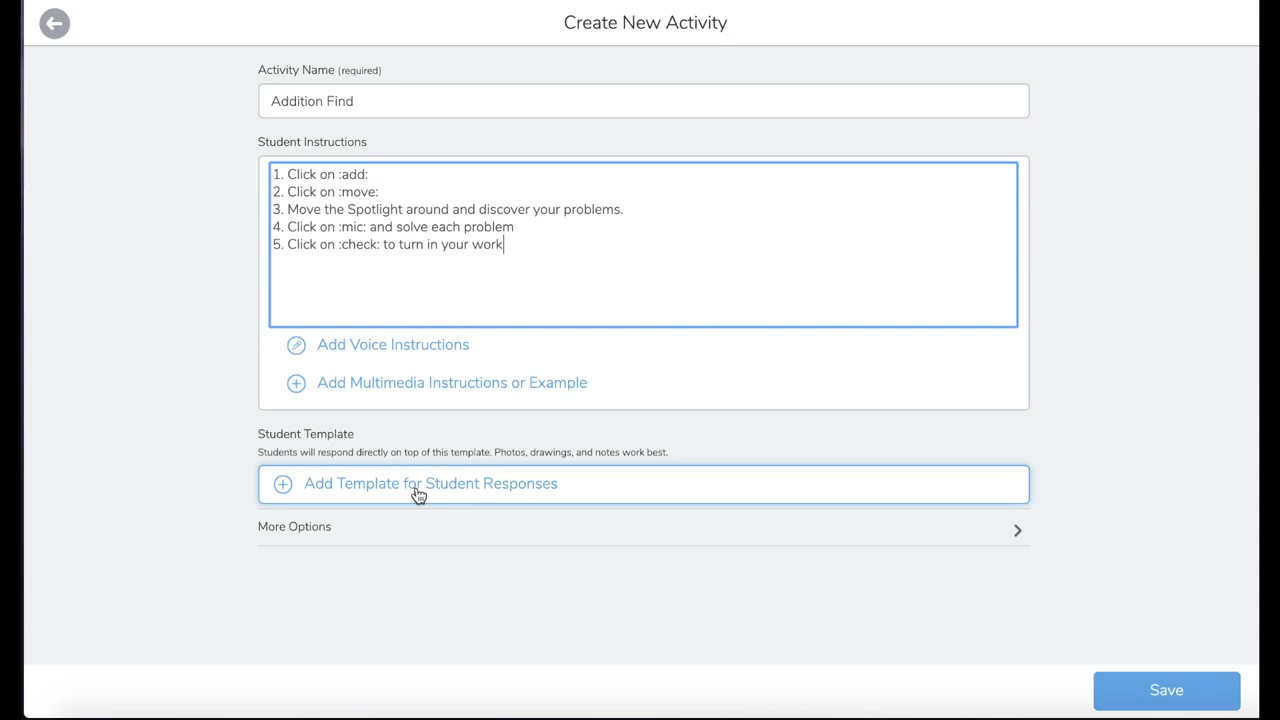 Create New Activity
Activity Name (required)
Addition Find
Student Instructions
1. Click on :add:
2. Click on :move:
3. Move the Spotlight around and discover your problems.
4. Click on :mic: and solve each problem
5. Click on :check: to turn in your work
Add Voice Instructions
Add Multimedia Instructions or Example
Student Template
Students will respond directly on top of this template. Photos, drawings, and notes work best.
Add Template for Student Responses
More Options
Save